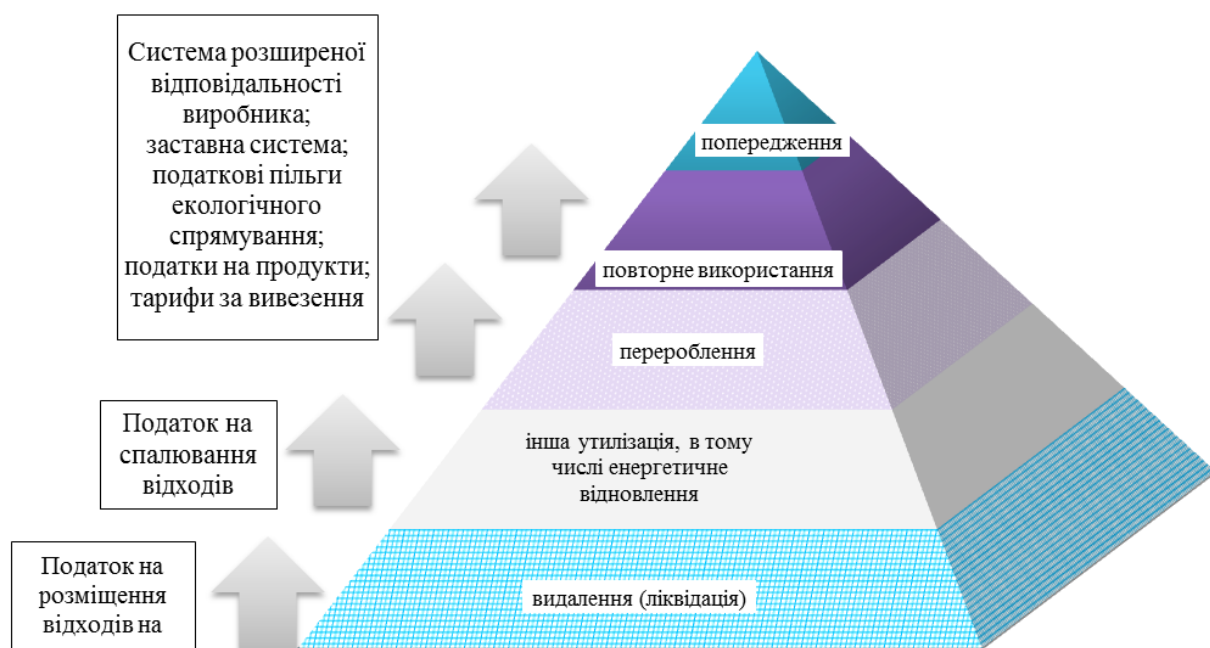 Система розширеної
відповідальності
виробника;
заставна система;
податкові пільги
екологічного
спрямування;
податки на продукти;
тарифи за вивезення
Податок на
спалювання
відходів
Податок на
розміщення
відходів на
попередження
повторне використання
перероблення
інша утилізація, в тому
числі енергетичне
відновлення
видалення (ліквідація)